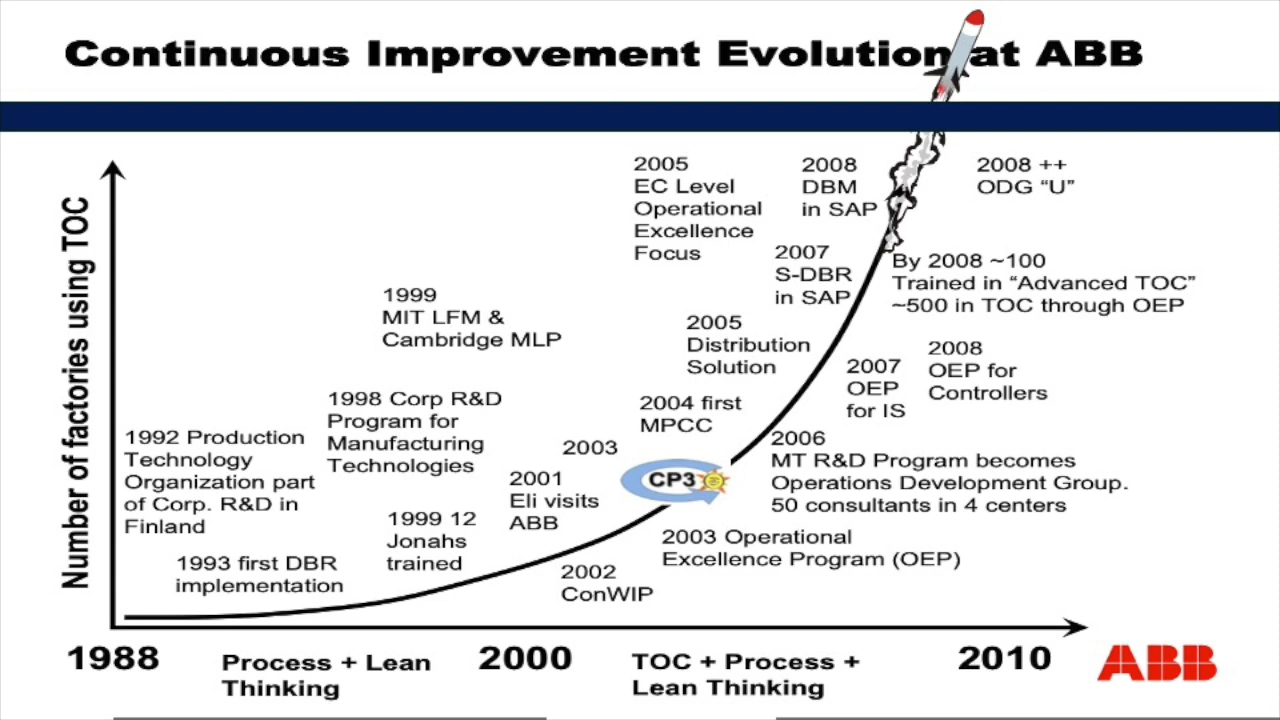 Continuous Improvement Evolution at ABB
Number of factories using TOC
1992 Production
Technology
Organization part
of Corp. R&D in
Finland
1993 first DBR
implementation
1998 Corp R&D
Program for
Manufacturing
Technologies
1999
MIT LFM &
Cambridge MLP
1999 12
Jonahs
trained
2001
Eli visits
ABB
2002
ConWIP
2003
CP3
2003 Operational
Excellence Program (OEP)
2004 first
MPCC
2005
EC Level
Operational
Excellence
Focus
2005
Distribution
Solution
2006
MT R&D Program becomes
Operations Development Group.
50 consultants in 4 centers
2007
S-DBR
in SAP
2007
OEP
for IS
2008
DBM
in SAP
2008
OEP for
Controllers
By 2008 ~100
Trained in “Advanced TOC”
~500 in TOC through OEP
2008 ++
ODG “U”
1988
Process + Lean
Thinking
2000
TOC + Process +
Lean Thinking
2010
ABB